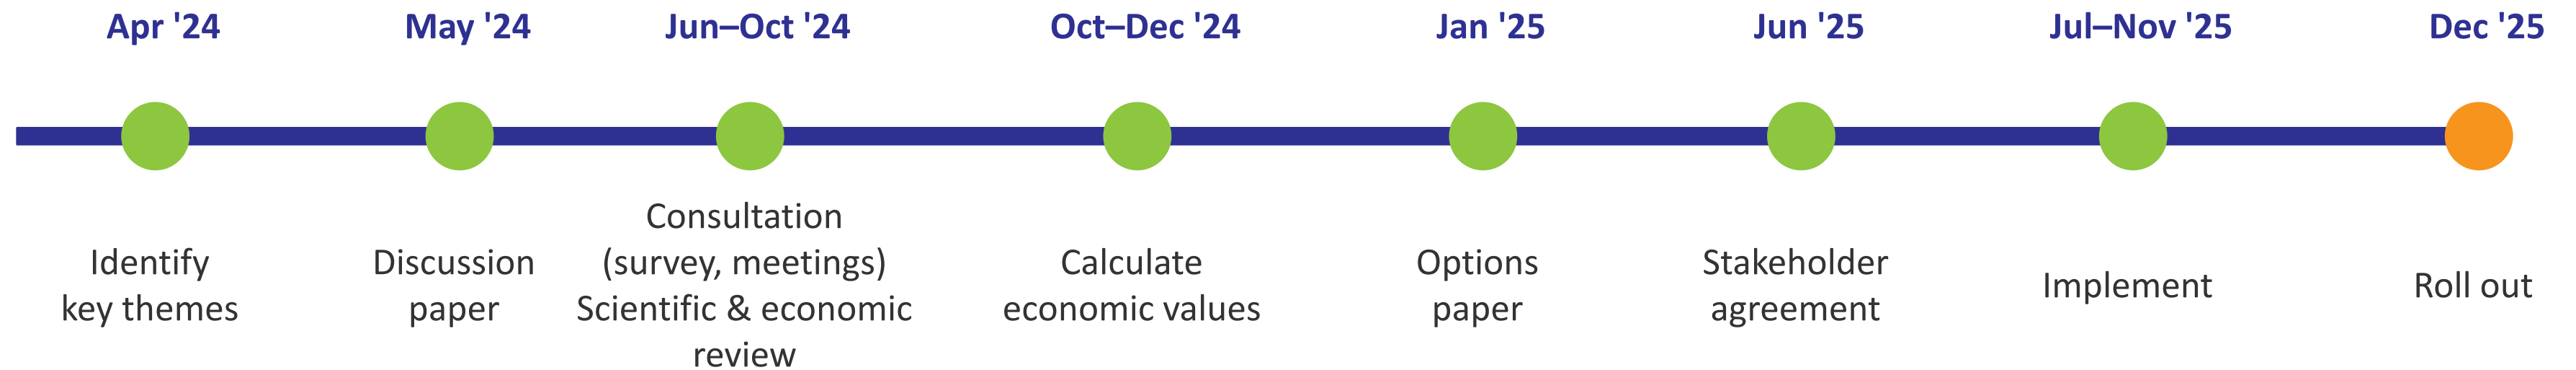 Apr '24
May '24
Jun–Oct '24
Oct–Dec '24
Jan '25
Jun '25
Jul–Nov '25
Dec '25
Identify
key themes
Discussion
paper
Consultation
(survey, meetings)
Scientific & economic
review
Calculate
economic values
Options
paper
Stakeholder
agreement
Implement
Roll out